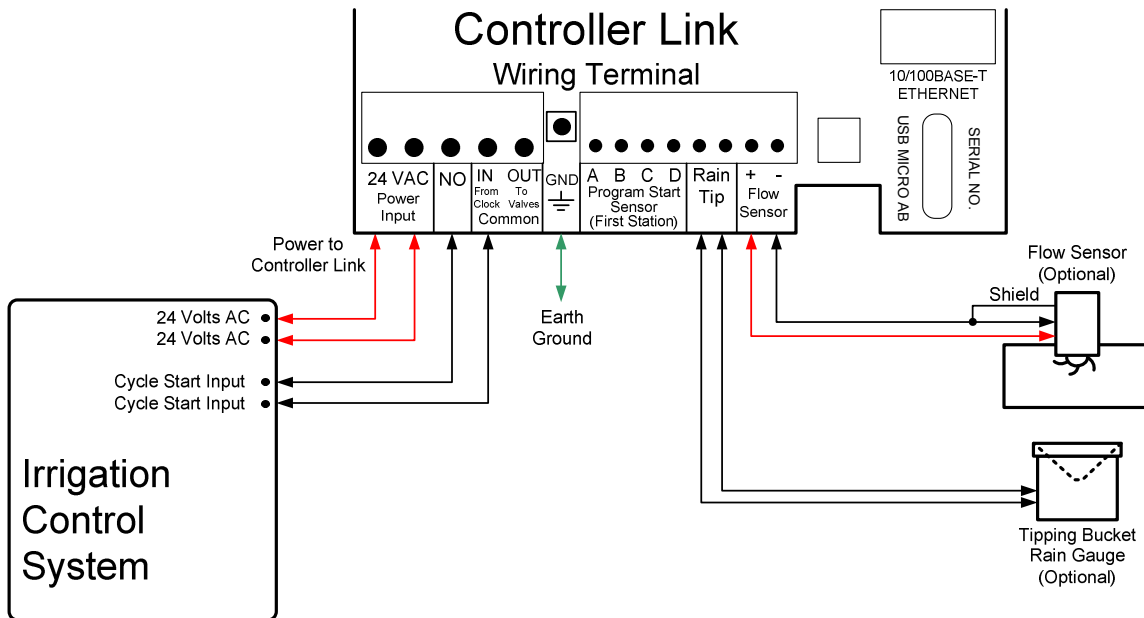 Controller Link
Wiring Terminal
10/100BASE-T
ETHERNET
USB MICRO AB
SERIAL NO.
24 VAC
Power
Input
NO
IN
From
Clock
OUT
To
Valves
Common
GND
A B C D
Program Start
Sensor
(First Station)
Rain
Tip
+ -
Flow
Sensor
Power to
Controller Link
Earth
Ground
Flow Sensor
(Optional)
Shield
24 Volts AC
24 Volts AC
Cycle Start Input
Cycle Start Input
Irrigation
Control
System
Tipping Bucket
Rain Gauge
(Optional)